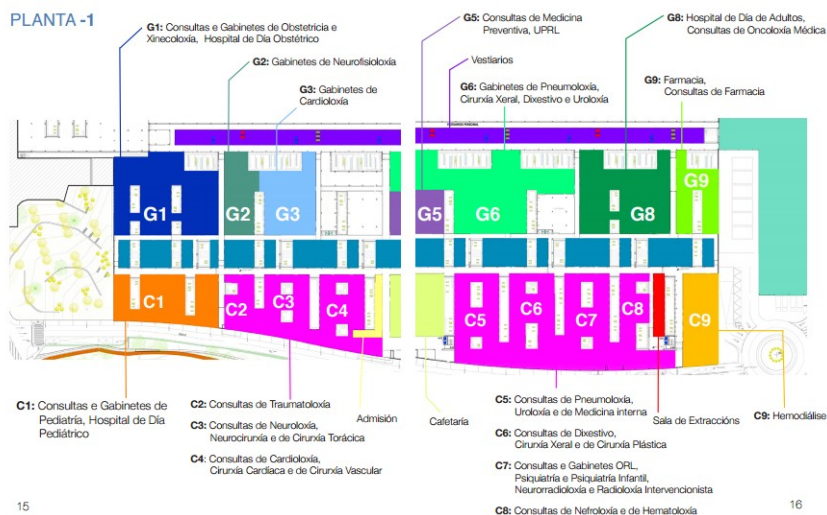 PLANTA -1
G1: Consultas e Gabinetes de Obstetricia e
Xinecoloxía, Hospital de Día Obstétrico
G2: Gabinetes de Neurofisioloxía
G3: Gabinetes de
Cardioloxía
G5: Consultas de Medicina
Preventiva, UPRL
Vestiarios
G6: Gabinetes de Pneumoloxía,
Cirurxía Xeral, Dixestivo e Uroloxía
G8: Hospital de Día de Adultos,
Consultas de Oncoloxía Médica
G9: Farmacia,
Consultas de Farmacia
G1
G2
G3
G5
G6
G8
G9
C1
C2
C3
C4
C5
C6
C7
C8
C9
C1: Consultas e Gabinetes de
Pediatría, Hospital de Día
Pediátrico
C2: Consultas de Traumatoloxía
C3: Consultas de Neuroloxía,
Neurocirurxía e de Cirurxía Torácica
C4: Consultas de Cardioloxía,
Cirurxía Cardíaca e de Cirurxía Vascular
Admisión
Cafetaría
C5: Consultas de Pneumoloxía,
Uroloxía e de Medicina interna
C6: Consultas de Dixestivo,
Cirurxía Xeral e de Cirurxía Plástica
C7: Consultas e Gabinetes ORL,
Psiquiatría e Psiquiatría Infantil,
Neurorradioloxía e Radioloxía Intervencionista
C8: Consultas de Nefroloxía e de Hematoloxía
Sala de Extraccións
C9: Hemodiálise
15
16